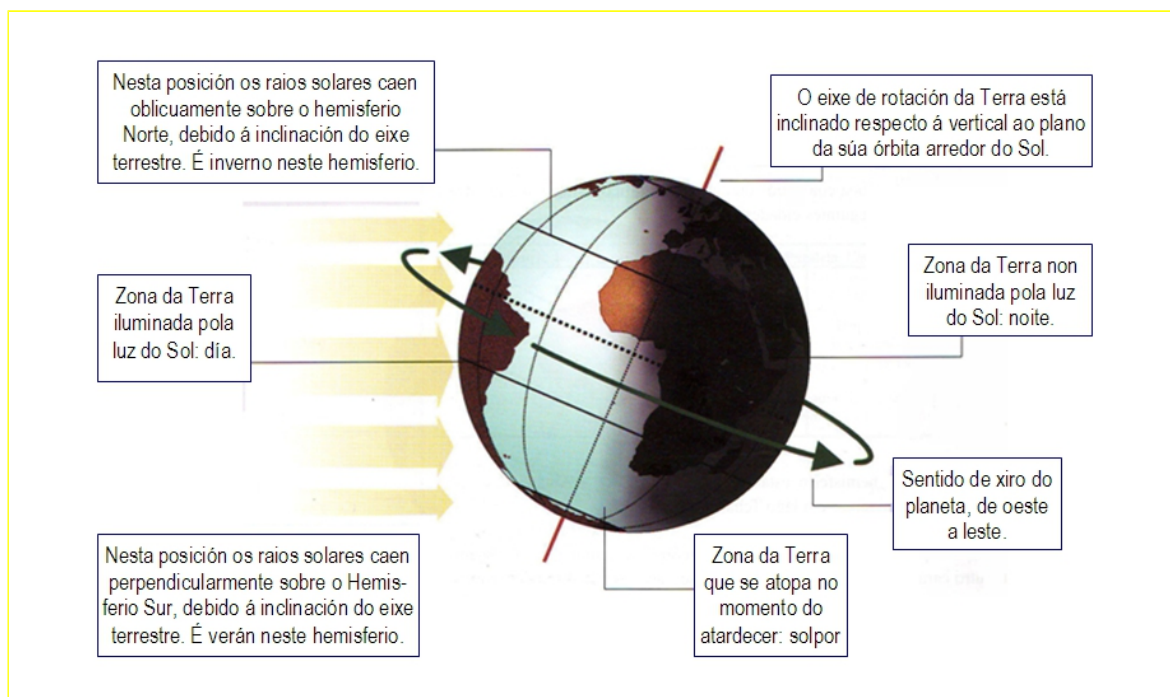 Nesta posición os raios solares caen
oblicuamente sobre o hemisferio
Norte, debido á inclinación do eixe
terrestre. É inverno neste hemisferio.
O eixe de rotación da Terra está
inclinado respecto á vertical ao plano
da súa órbita arredor do Sol.
Zona da Terra
iluminada pola
luz do Sol: día.
Zona da Terra non
iluminada pola luz
do Sol: noite.
Nesta posición os raios solares caen
perpendicularmente sobre o Hemis-
ferio Sur, debido á inclinación do eixe
terrestre. É verán neste hemisferio.
Zona da Terra
que se atopa no
momento do
atardecer: solpor
Sentido de xiro do
planeta, de oeste
a leste.